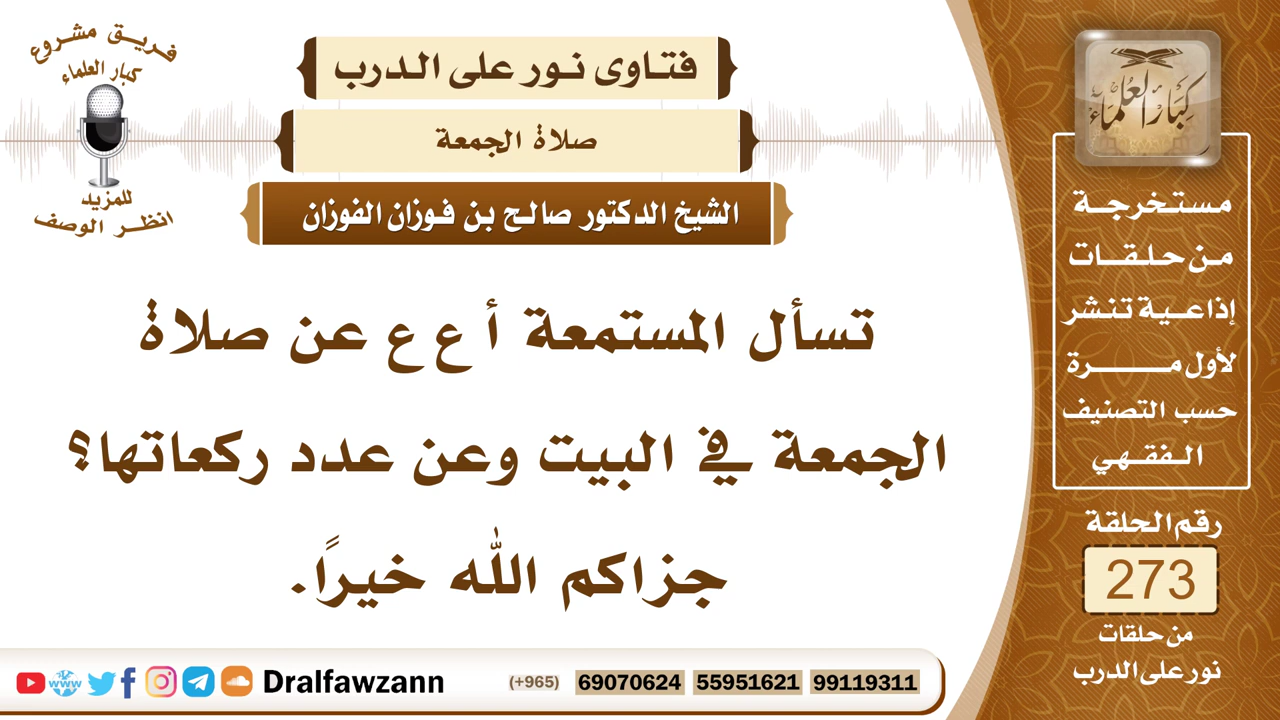 فريق مشروع
كبار العلماء
للمزيد
انظر الوصف
فتاوى نور على الدرب
صلاة الجمعة
الشيخ الدكتور صالح بن فوزان الفوزان
تسأل المستمعة أ ع ع عن صلاة
الجمعة في البيت وعن عدد ركعاتها؟
جزاكم الله خيرًا.
كبار العلماء
مستخرجة
من حلقات
إذاعية تنشر
لأول مرة
حسب التصنيف
الفقهي
رقم الحلقة
273
من حلقات
نور على الدرب
www Dralfawzann (+965) 69070624 55951621 99119311